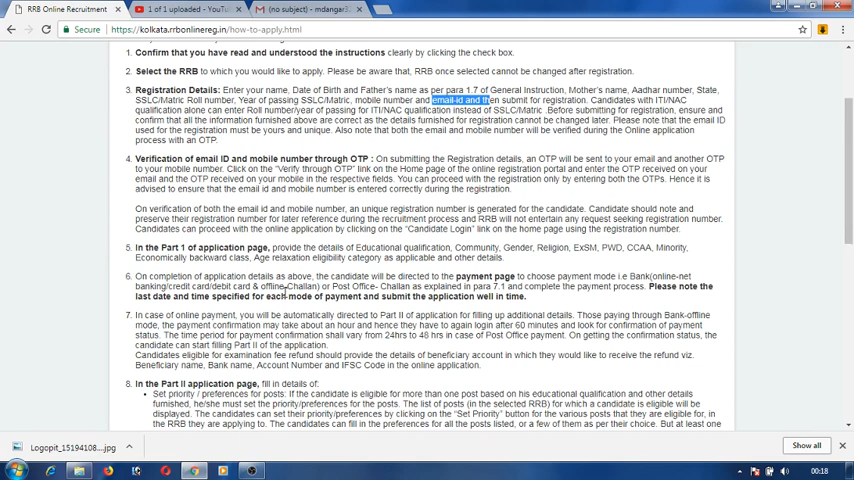 RRB Online Recruitment
1 of 1 uploaded - YouTu
(no subject) - mdangar3
Secure
https://kolkata.rrbonlinereg.in/how-to-apply.html
1. Confirm that you have read and understood the instructions clearly by clicking the check box.
2. Select the RRB to which you would like to apply. Please be aware that, RRB once selected cannot be changed after registration.
3. Registration Details: Enter your name, Date of Birth and Father's name as per para 1.7 of General Instruction, Mother's name, Aadhar number, State,
SSLC/Matric Roll number, Year of passing SSLC/Matric, mobile number and email-id and then submit for registration. Candidates with ITI/NAC
qualification alone can enter Roll number/year of passing for ITI/NAC qualification instead of SSLC/Matric .Before submitting for registration, ensure and
confirm that all the information furnished above are correct as the details furnished for registration cannot be changed later. Please note that the email ID
used for the registration must be yours and unique. Also note that both the email and mobile number will be verified during the Online application
process with an OTP.
4. Verification of email ID and mobile number through OTP : On submitting the Registration details, an OTP will be sent to your email and another OTP
to your mobile number. Click on the "Verify through OTP" link on the Home page of the online registration portal and enter the OTP received on your
email and the OTP received on your mobile in the respective fields. You can proceed with the registration only by entering both the OTPs. Hence it is
advised to ensure that the email id and mobile number is entered correctly during the registration.
On verification of both the email id and mobile number, an unique registration number is generated for the candidate. Candidate should note and
preserve their registration number for later reference during the recruitment process and RRB will not entertain any request seeking registration number.
Candidates can proceed with the online application by clicking on the "Candidate Login" link on the home page using the registration number.
5. In the Part 1 of application page, provide the details of Educational qualification, Community, Gender, Religion, ExSM, PWD, CCAA, Minority,
Economically backward class, Age relaxation eligibility category as applicable and other details.
6. On completion of application details as above, the candidate will be directed to the payment page to choose payment mode i.e Bank(online-net
banking/credit card/debit card & offline-Challan) or Post Office- Challan as explained in para 7.1 and complete the payment process. Please note the
last date and time specified for each mode of payment and submit the application well in time.
7. In case of online payment, you will be automatically directed to Part II of application for filling up additional details. Those paying through Bank-offline
mode, the payment confirmation may take about an hour and hence they have to again login after 60 minutes and look for confirmation of payment
status. The time period for payment confirmation shall vary from 24hrs to 48 hrs in case of Post Office payment. On getting the confirmation status, the
candidate can start filling Part II of the application.
Candidates eligible for examination fee refund should provide the details of beneficiary account in which they would like to receive the refund viz.
Beneficiary name, Bank name, Account Number and IFSC Code in the online application.
8. In the Part II application page, fill in details of:
• Set priority / preferences for posts: If the candidate is eligible for more than one post based on his educational qualification and other details
furnished, he/she must set the priority/preferences for the posts. The list of posts (in the selected RRB) for which a candidate is eligible will be
displayed. The candidates can set their priority/preferences by clicking on the "Set Priority" button for the various posts that they are eligible for, in
the RRB they are applying to. The candidates can fill in the preferences for all the posts listed, or a few of them as per their choice. But at least one
Logopit_15194108....jpg
Show all
00:18